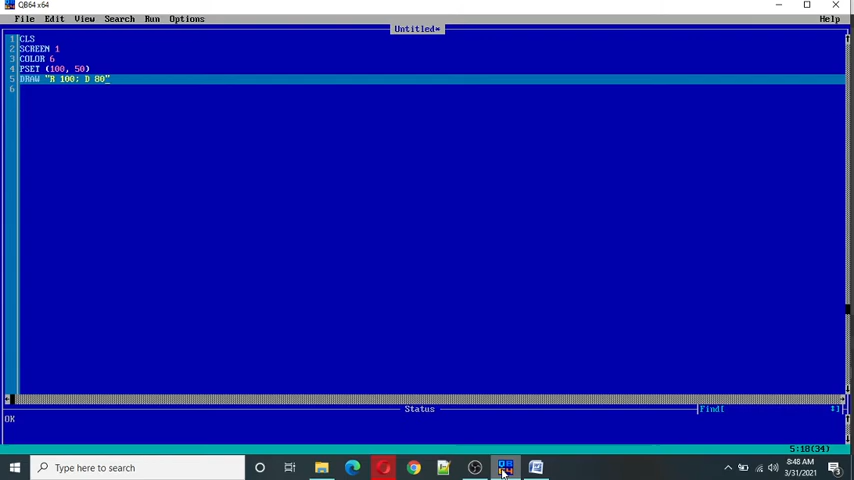 QB64 x64
File Edit View Search Run Options Help
Untitled*
1 CLS
2 SCREEN 1
3 COLOR 6
4 PSET (100, 50)
5 DRAW "R 100; D 80"
6
Status
Find[
OK
5:18(34)
Type here to search
8:48 AM
3/31/2021
3